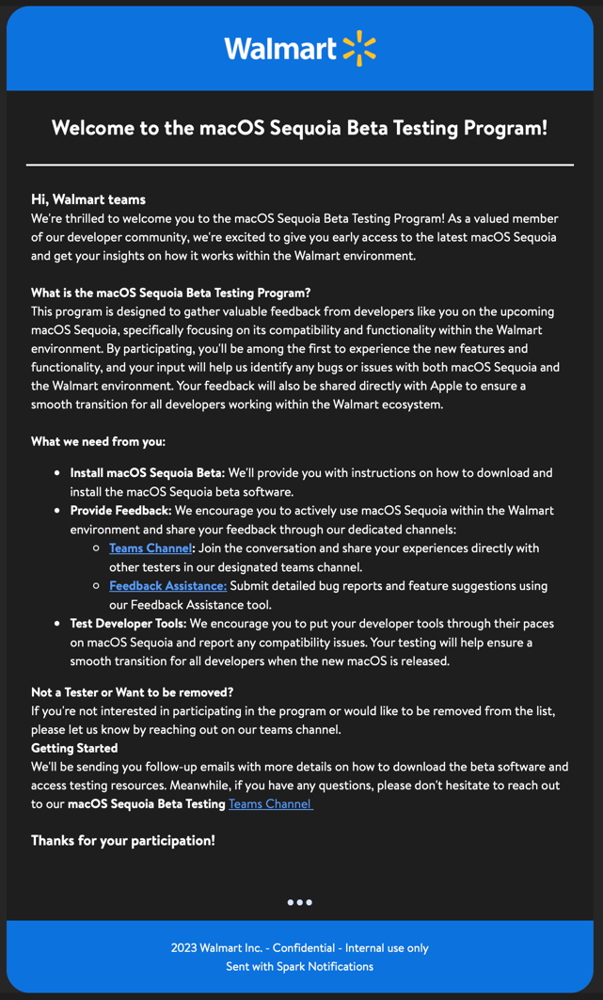 Walmart
Welcome to the macOS Sequoia Beta Testing Program!
Hi, Walmart teams
We're thrilled to welcome you to the macOS Sequoia Beta Testing Program! As a valued member
of our developer community, we're excited to give you early access to the latest macOS Sequoia
and get your insights on how it works within the Walmart environment.
What is the macOS Sequoia Beta Testing Program?
This program is designed to gather valuable feedback from developers like you on the upcoming
macOS Sequoia, specifically focusing on its compatibility and functionality within the Walmart
environment. By participating, you'll be among the first to experience the new features and
functionality, and your input will help us identify any bugs or issues with both macOS Sequoia and
the Walmart environment. Your feedback will also be shared directly with Apple to ensure a
smooth transition for all developers working within the Walmart ecosystem.
What we need from you:
• Install macOS Sequoia Beta: We'll provide you with instructions on how to download and
install the macOS Sequoia beta software.
• Provide Feedback: We encourage you to actively use macOS Sequoia within the Walmart
environment and share your feedback through our dedicated channels:
○ Teams Channel: Join the conversation and share your experiences directly with
other testers in our designated teams channel.
○ Feedback Assistance: Submit detailed bug reports and feature suggestions using
our Feedback Assistance tool.
• Test Developer Tools: We encourage you to put your developer tools through their paces
on macOS Sequoia and report any compatibility issues. Your testing will help ensure a
smooth transition for all developers when the new macOS is released.
Not a Tester or Want to be removed?
If you're not interested in participating in the program or would like to be removed from the list,
please let us know by reaching out on our teams channel.
Getting Started
We'll be sending you follow-up emails with more details on how to download the beta software and
access testing resources. Meanwhile, if you have any questions, please don't hesitate to reach out
to our macOS Sequoia Beta Testing Teams Channel
Thanks for your participation!
2023 Walmart Inc. - Confidential - Internal use only
Sent with Spark Notifications